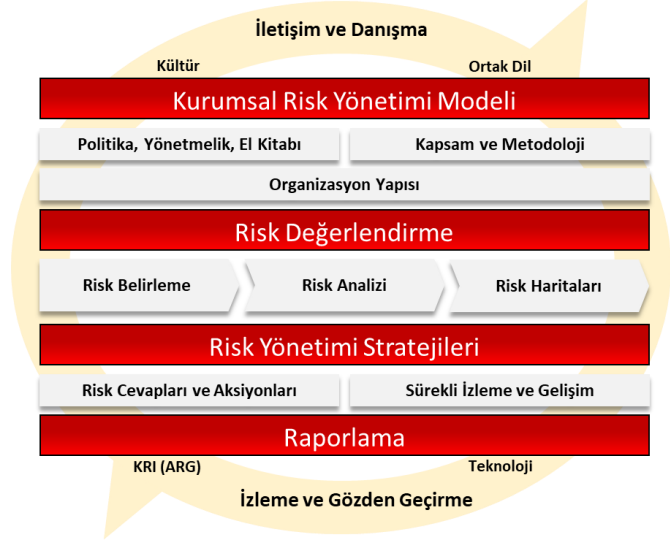 İletişim ve Danışma
Kültür
Ortak Dil
Kurumsal Risk Yönetimi Modeli
Politika, Yönetmelik, El Kitabı
Kapsam ve Metodoloji
Organizasyon Yapısı
Risk Değerlendirme
Risk Belirleme
Risk Analizi
Risk Haritaları
Risk Yönetimi Stratejileri
Risk Cevapları ve Aksiyonları
Sürekli İzleme ve Gelişim
Raporlama
KRI (ARG)
Teknoloji
İzleme ve Gözden Geçirme